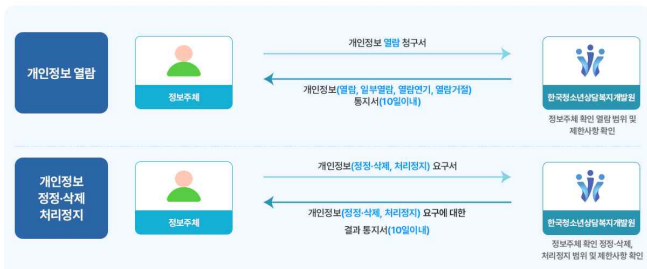 개인정보 열람
정보주체
개인정보 열람 청구서
개인정보(열람, 일부열람, 열람연기, 열람거절)
통지서(10일이내)
한국청소년상담복지개발원
정보주체 확인 열람 범위 및
제한사항 확인
개인정보
정정·삭제
처리정지
정보주체
개인정보(정정·삭제, 처리정지) 요구서
개인정보(정정·삭제, 처리정지) 요구에 대한
결과 통지서(10일이내)
한국청소년상담복지개발원
정보주체 확인 정정·삭제,
처리정지 범위 및 제한사항 확인